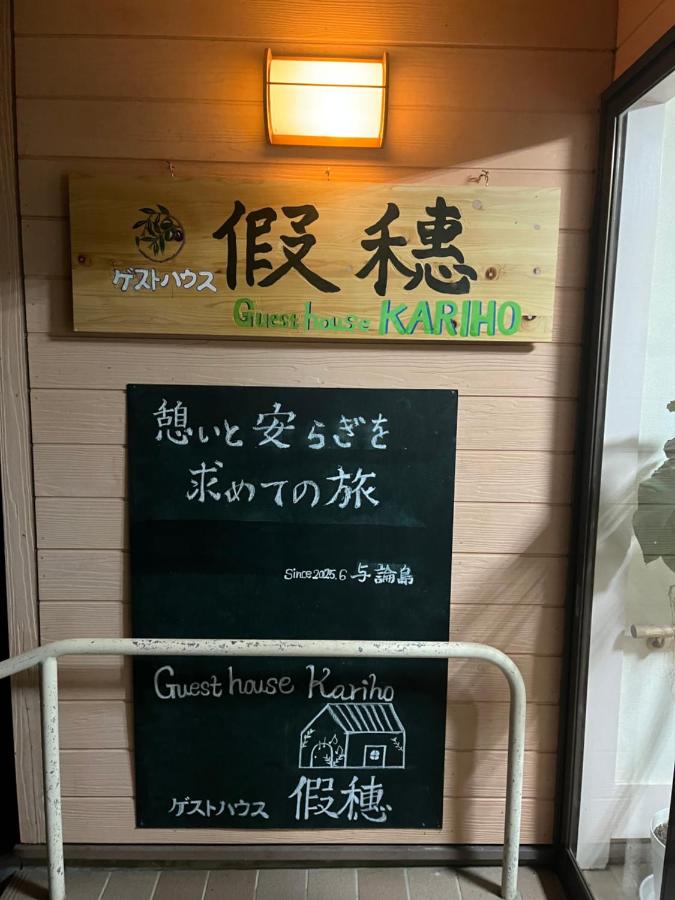 假穂
ゲストハウス
Guest house KARIHO
憩いと安らぎを
求めての旅
Since2025.6 与論島
Guest house Kariho
ゲストハウス 假穂